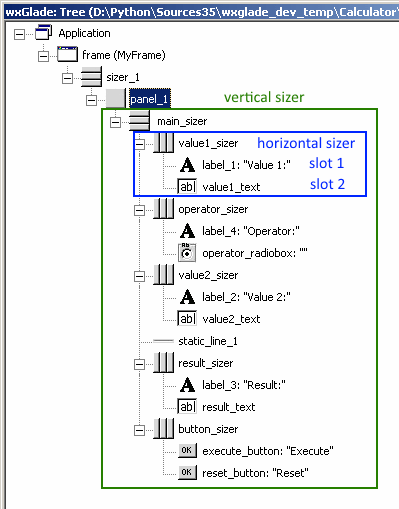 wxGlade: Tree (D:\Python\Sources35\wxglade_dev_temp\Calculator\
Application
frame (MyFrame)
sizer_1
panel_1
vertical sizer
main_sizer
value1_sizer horizontal sizer
label_1: "Value 1:" slot 1
value1_text slot 2
operator_sizer
label_4: "Operator:"
operator_radiobox: ""
value2_sizer
label_2: "Value 2:"
value2_text
static_line_1
result_sizer
label_3: "Result:"
result_text
button_sizer
OK execute_button: "Execute"
OK reset_button: "Reset"